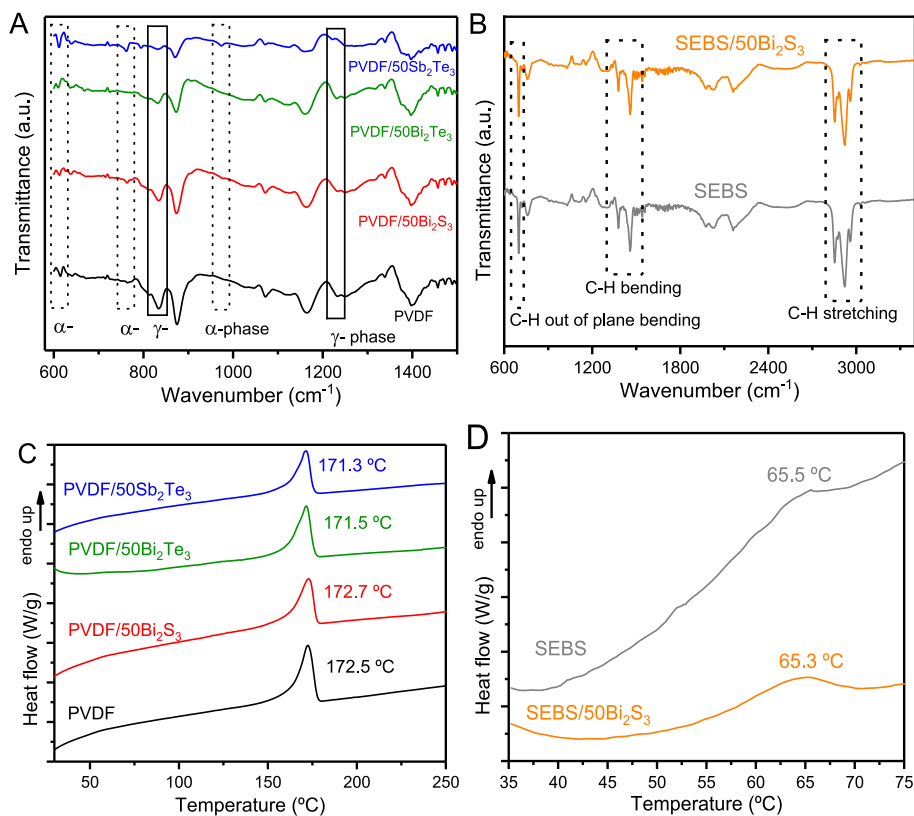 A
PVDF/50Sb₂Te₃
PVDF/50Bi₂Te₃
PVDF/50Bi₂S₃
PVDF
α-
α-
γ-
α-phase
γ- phase
Transmittance (a.u.)
600 800 1000 1200 1400
Wavenumber (cm⁻¹)
B
SEBS/50Bi₂S₃
SEBS
C-H bending
C-H out of plane bending
C-H stretching
Transmittance (a.u.)
600 1200 1800 2400 3000
Wavenumber (cm⁻¹)
C
171.3 ºC
PVDF/50Sb₂Te₃
171.5 ºC
PVDF/50Bi₂Te₃
172.7 ºC
PVDF/50Bi₂S₃
172.5 ºC
PVDF
Heat flow (W/g)
endo up
50 100 150 200 250
Temperature (ºC)
D
65.5 ºC
SEBS
65.3 ºC
SEBS/50Bi₂S₃
Heat flow (W/g)
endo up
35 40 45 50 55 60 65 70 75
Temperature (ºC)